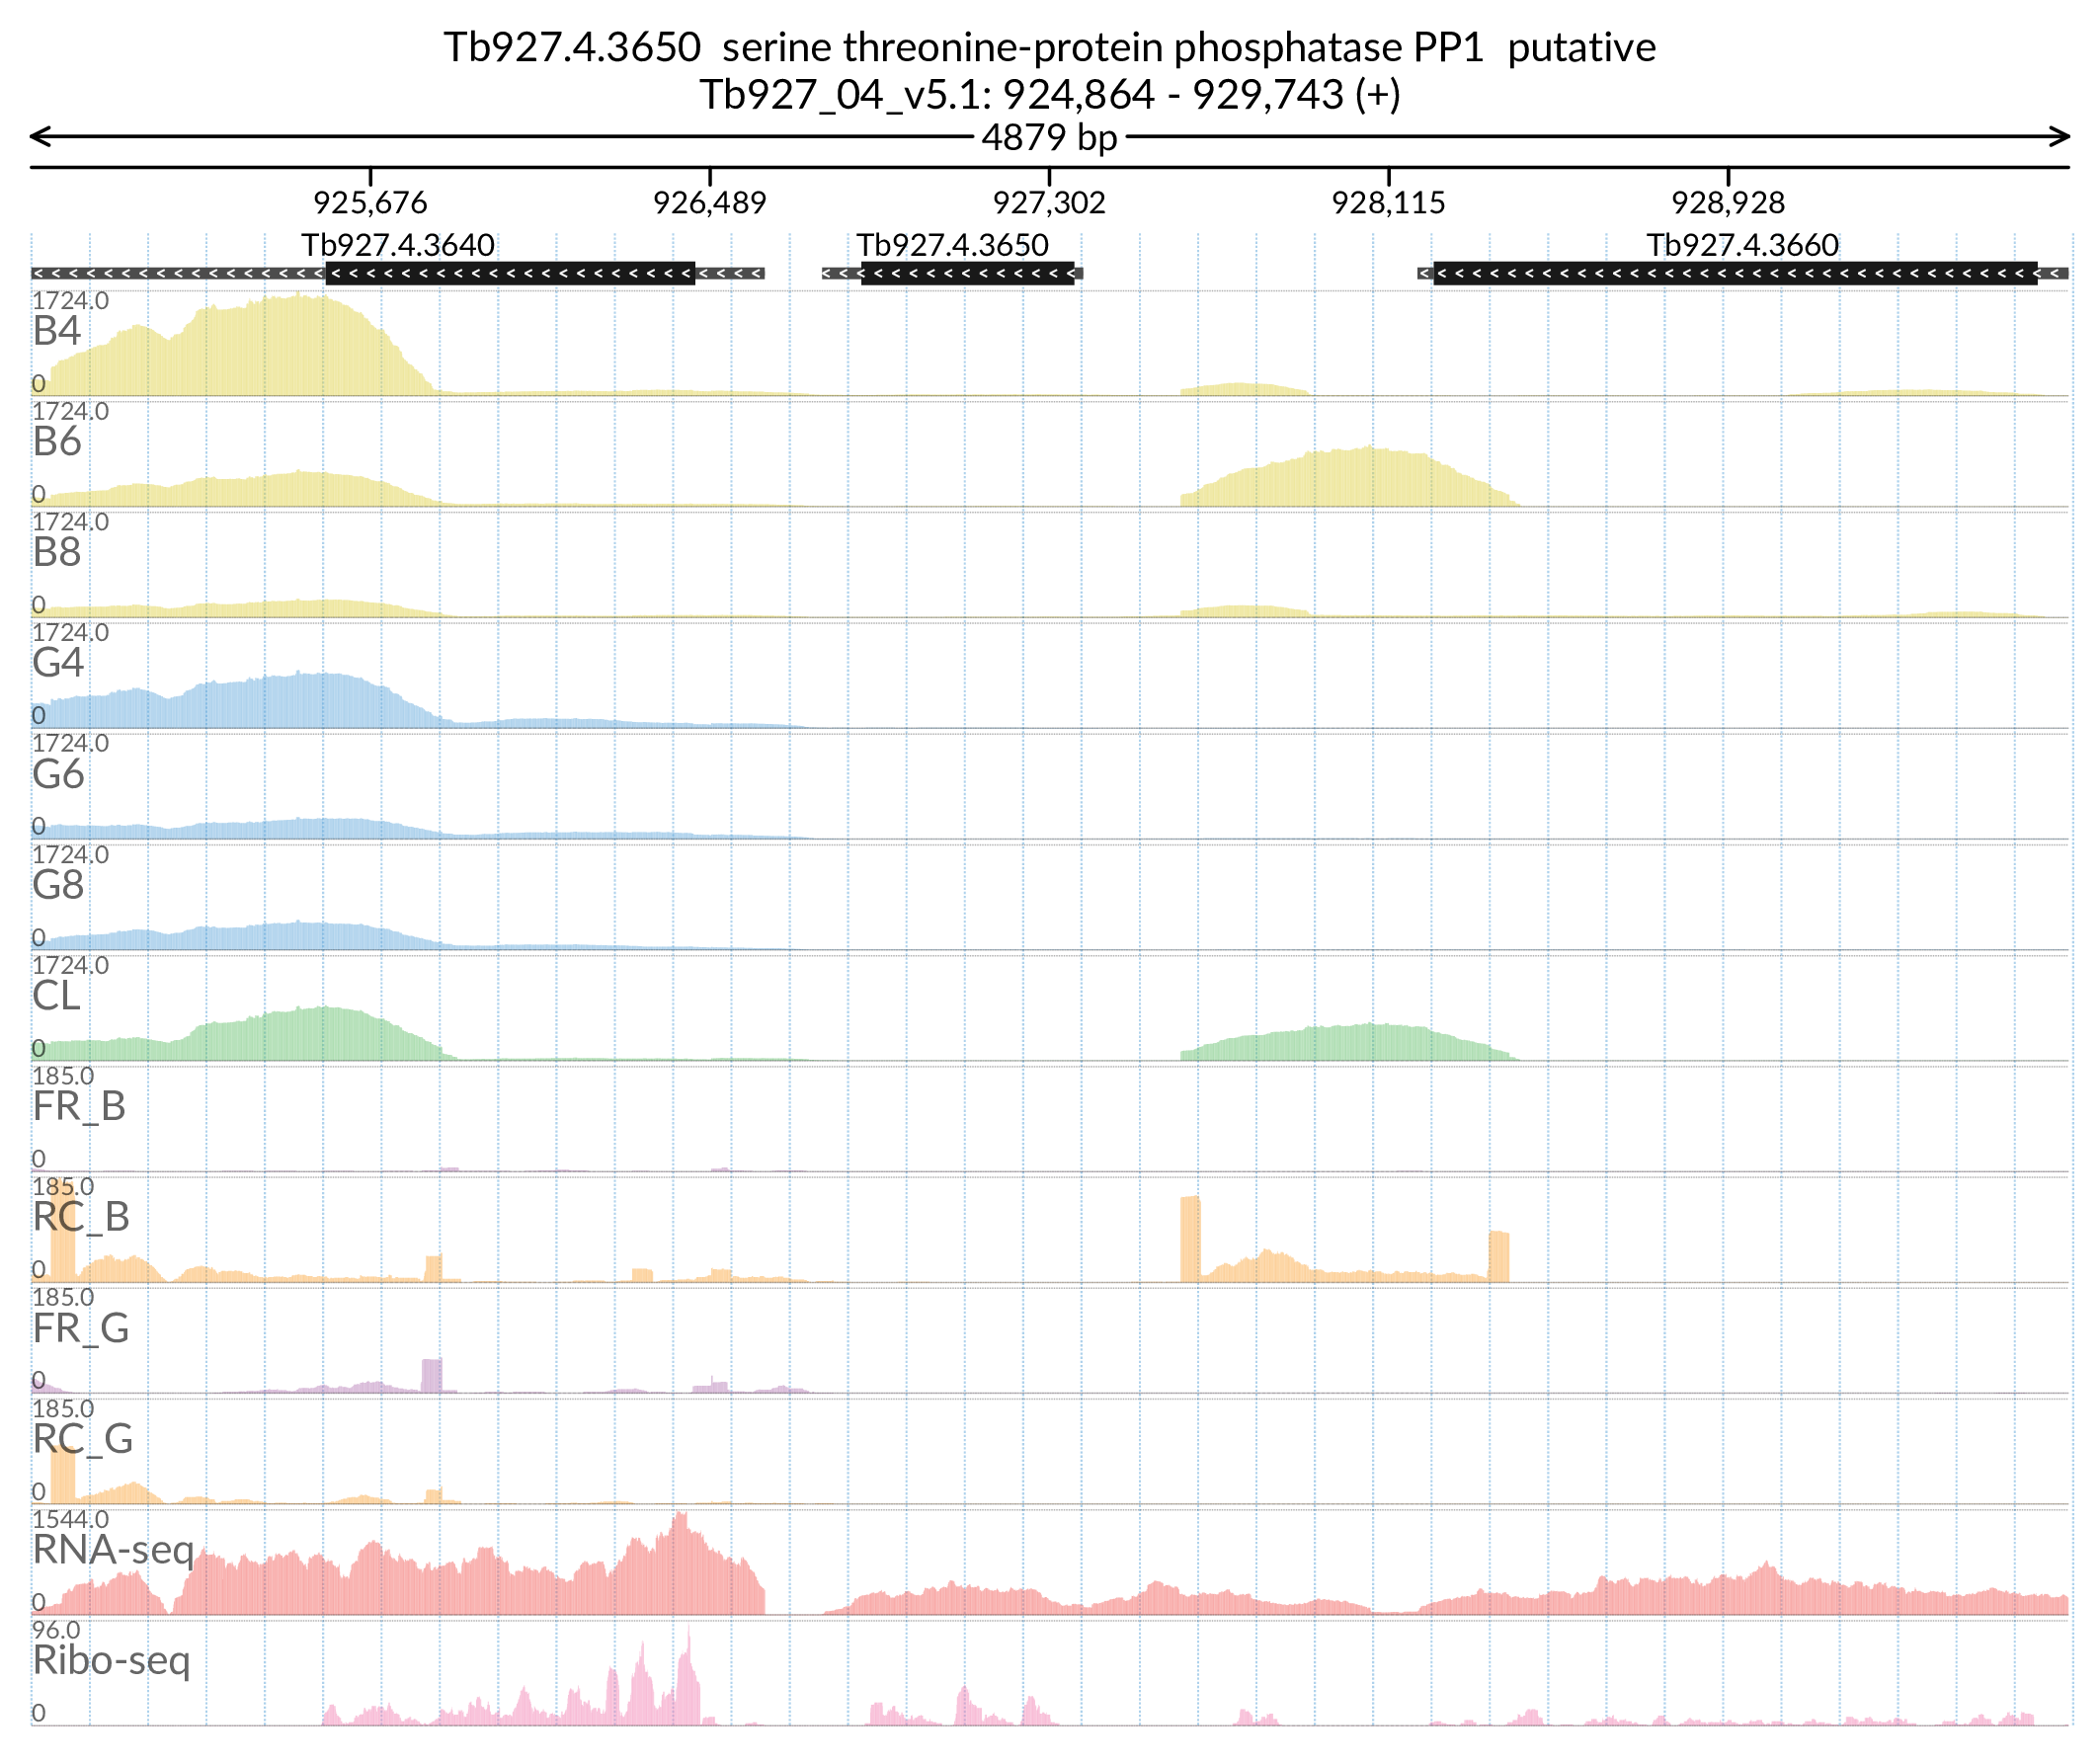 Tb927.4.3650  serine threonine-protein phosphatase PP1  putative
Tb927_04_v5.1: 924,864 - 929,743 (+)
4879 bp
925,676 926,489 927,302 928,115 928,928
Tb927.4.3640 Tb927.4.3650 Tb927.4.3660
1724.0
B4
0
1724.0
B6
0
1724.0
B8
0
1724.0
G4
0
1724.0
G6
0
1724.0
G8
0
1724.0
CL
0
185.0
FR_B
0
185.0
RC_B
0
185.0
FR_G
0
185.0
RC_G
0
1544.0
RNA-seq
0
96.0
Ribo-seq
0